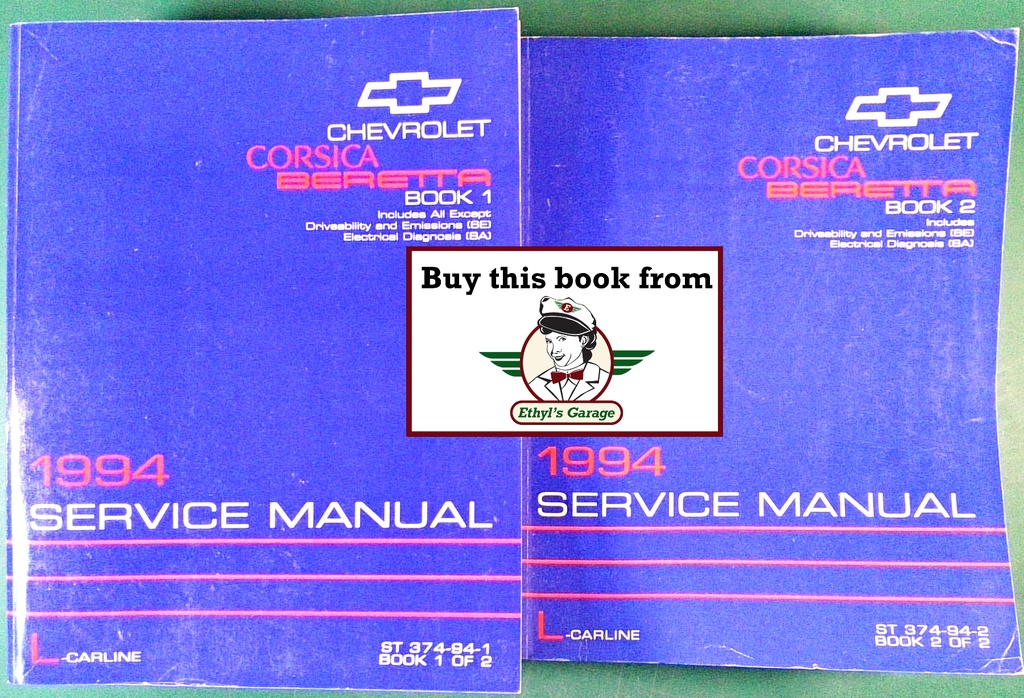 CHEVROLET
CORSICA
BERETTA
BOOK 1
Includes All Except
Driveability and Emissions (6E)
Electrical Diagnosis (8A)
1994
SERVICE MANUAL
L-CARLINE
ST 374-94-1
BOOK 1 OF 2
CHEVROLET
CORSICA
BERETTA
BOOK 2
Includes
Driveability and Emissions (6E)
Electrical Diagnosis (8A)
1994
SERVICE MANUAL
L-CARLINE
ST 374-94-2
BOOK 2 OF 2
Buy this book from
E
Ethyl's Garage